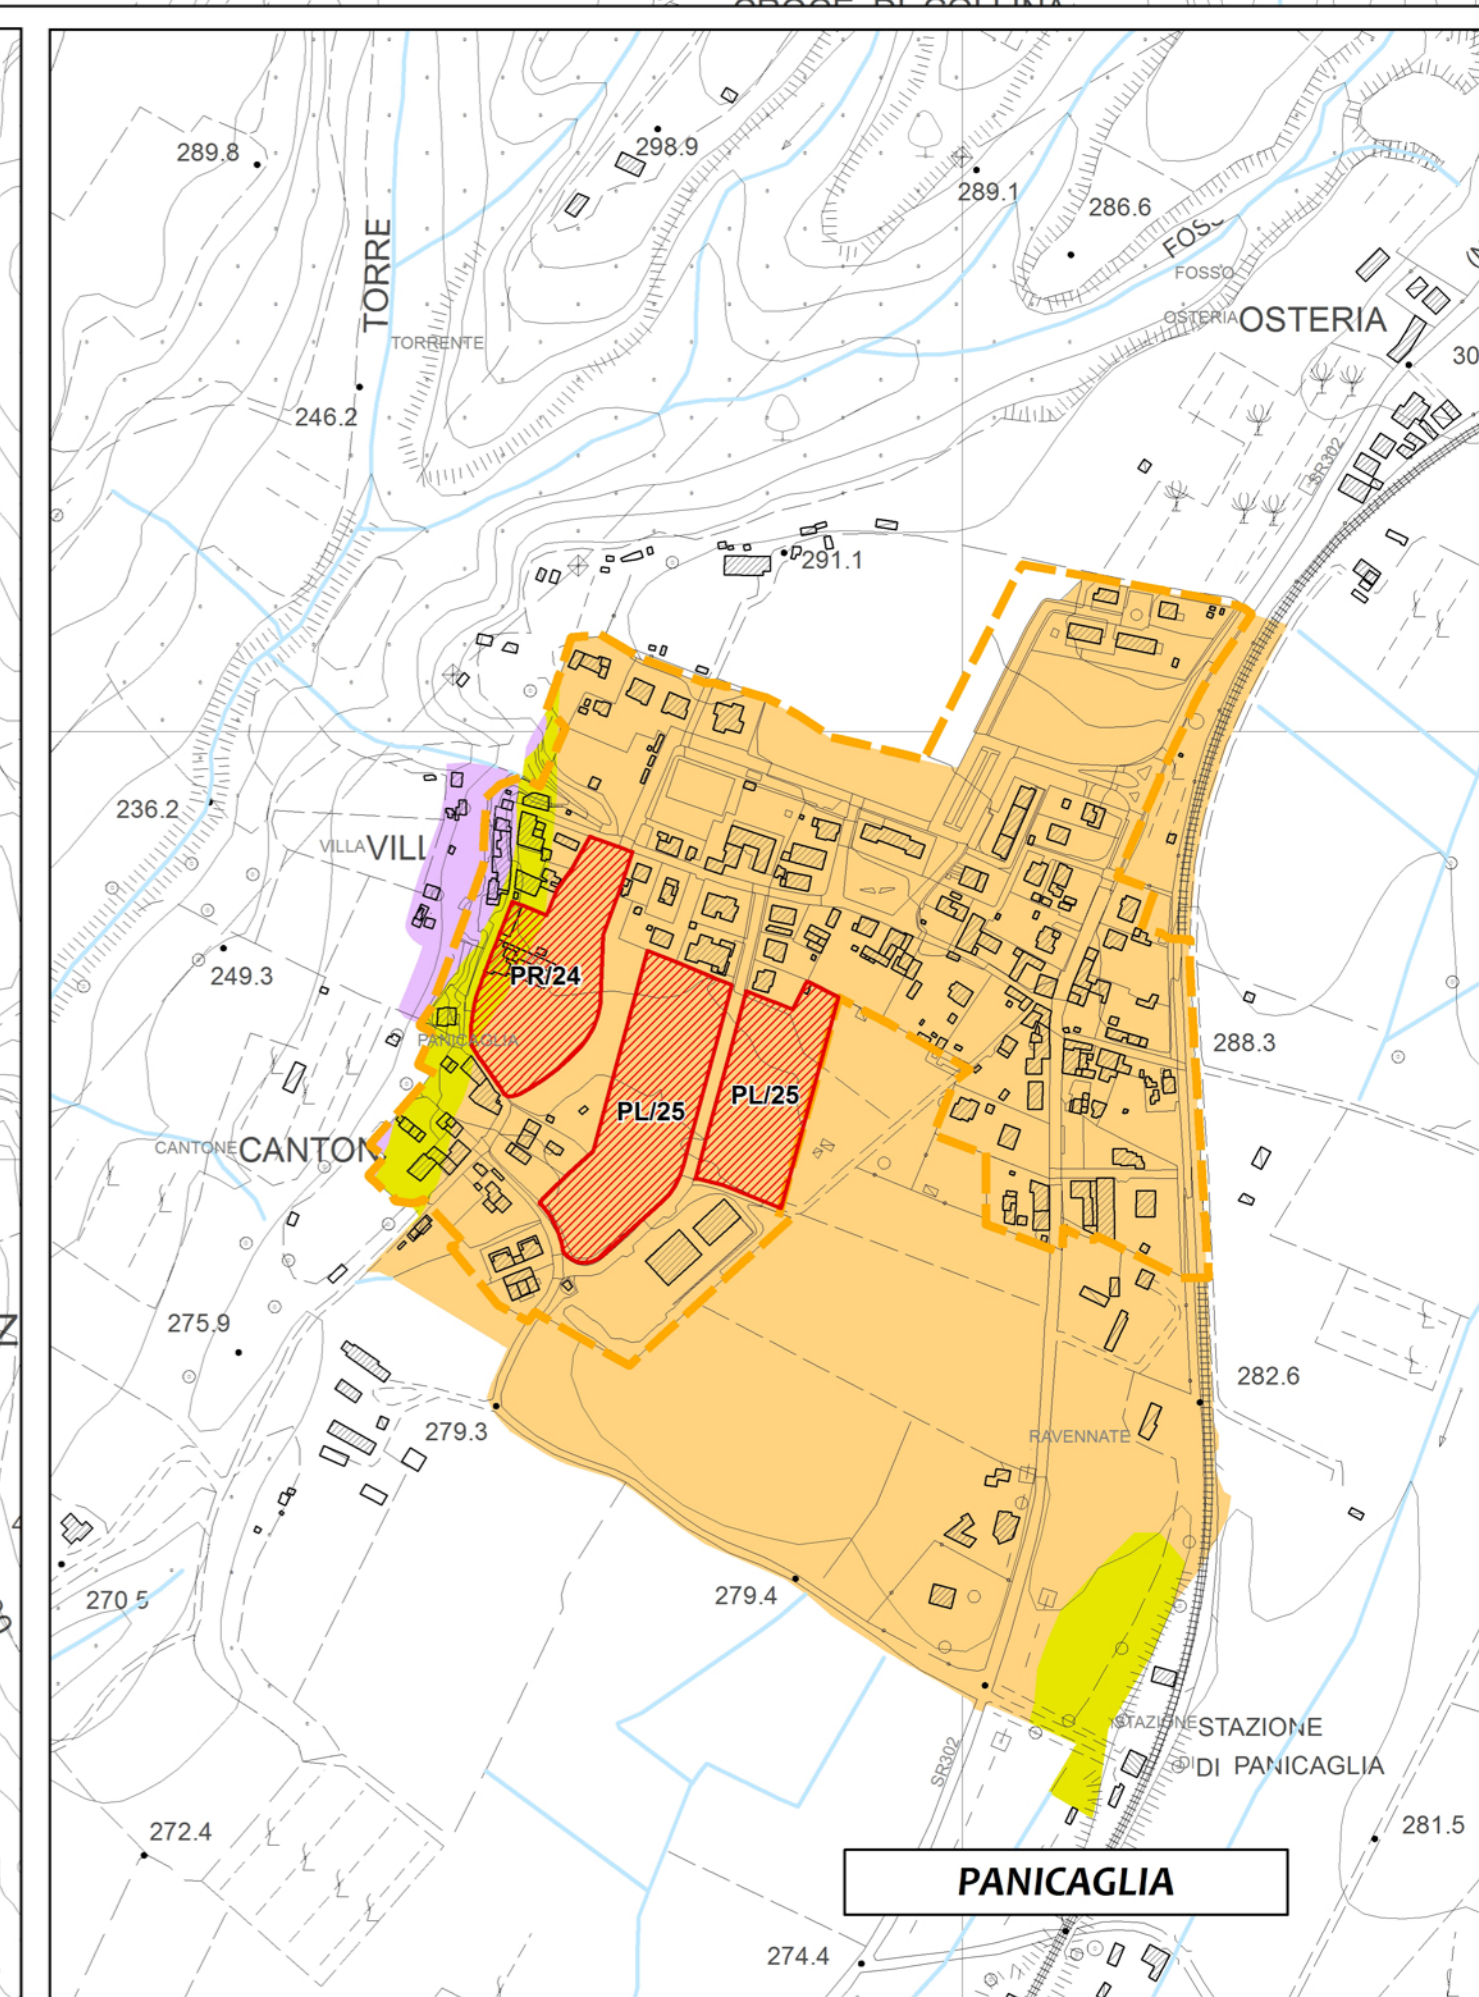 289.8
298.9
289.1
286.6
TORRE
TORRENTE
246.2
FOSSO
OSTERIA OSTERIA
SR302
291.1
236.2
VILLA VILL
249.3
PR/24
PANICAGLIA
288.3
PL/25
PL/25
CANTONE CANTON
275.9
282.6
279.3
RAVENNATE
279.4
270 5
STAZIONE STAZIONE
DI DI PANICAGLIA
SR302
272.4
281.5
PANICAGLIA
274.4